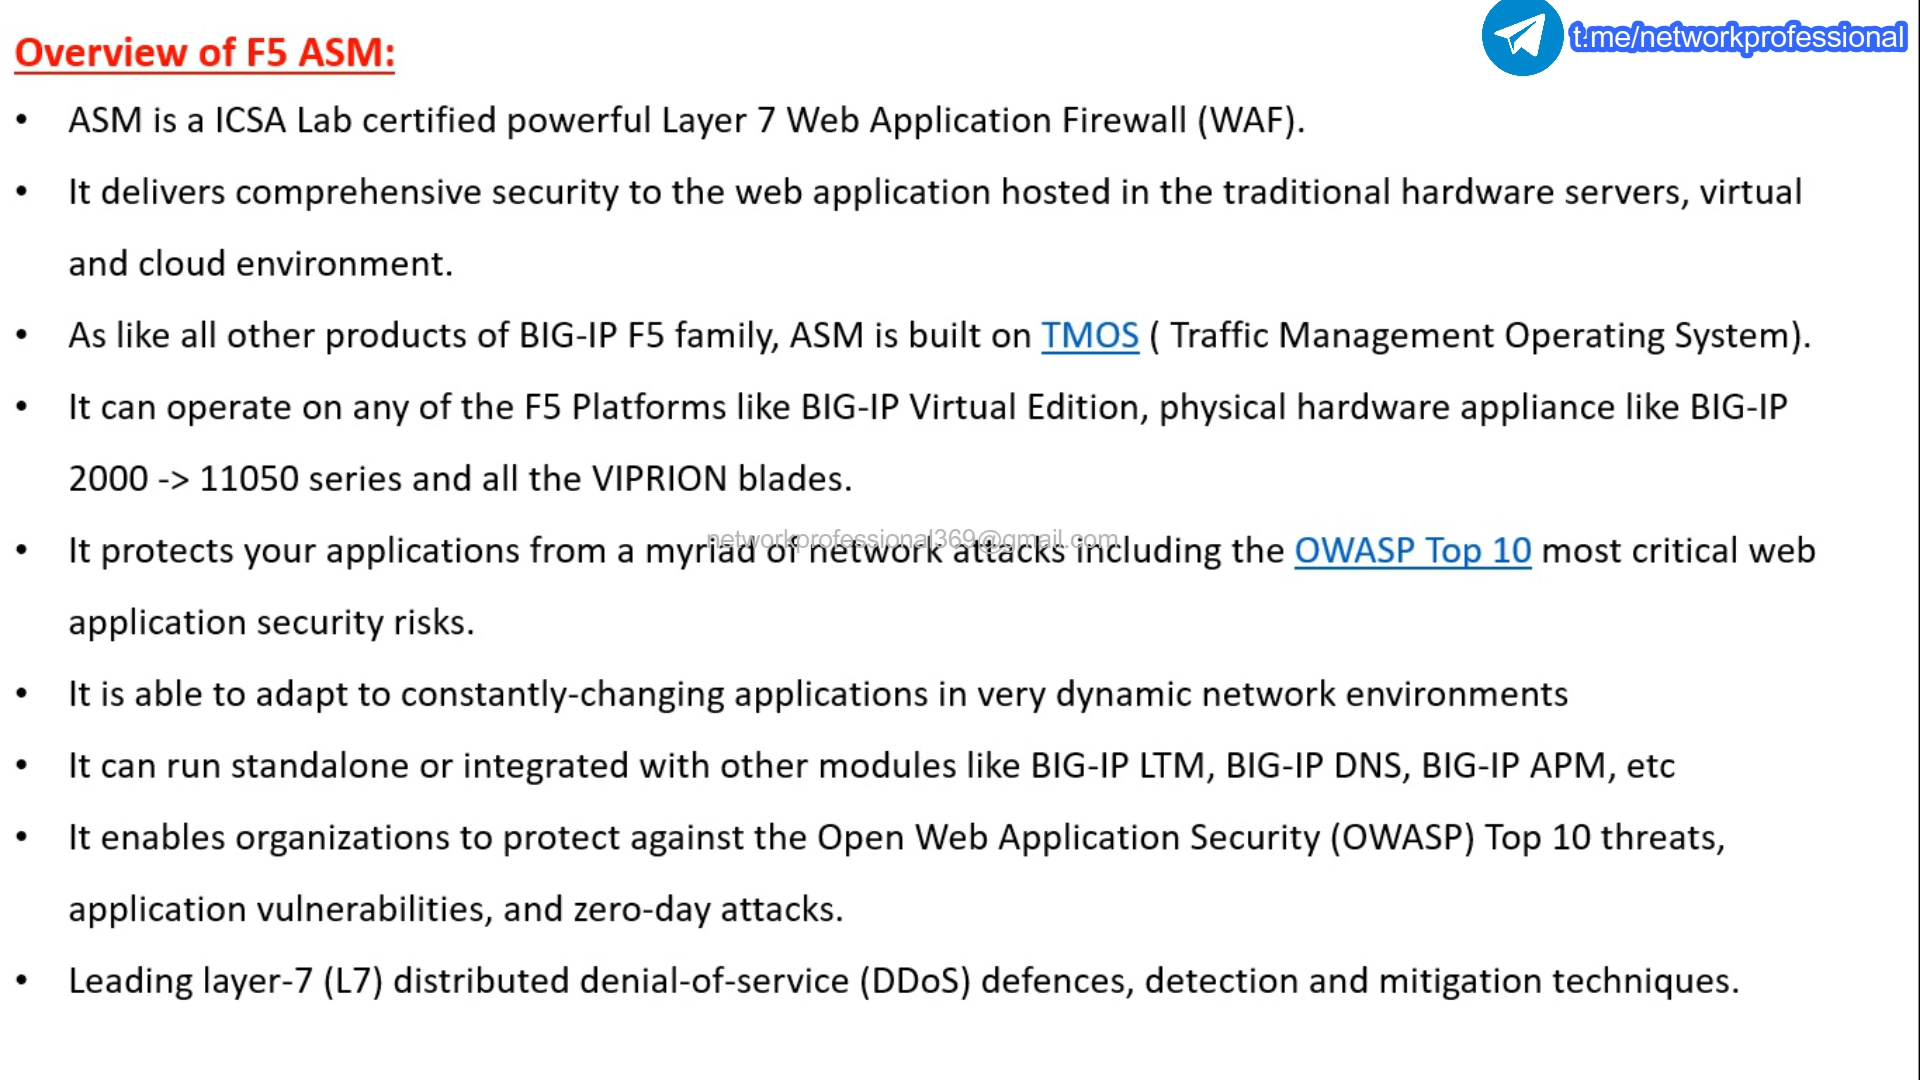 Overview of F5 ASM:
t.me/networkprofessional
• ASM is a ICSA Lab certified powerful Layer 7 Web Application Firewall (WAF).
• It delivers comprehensive security to the web application hosted in the traditional hardware servers, virtual
and cloud environment.
• As like all other products of BIG-IP F5 family, ASM is built on TMOS ( Traffic Management Operating System).
• It can operate on any of the F5 Platforms like BIG-IP Virtual Edition, physical hardware appliance like BIG-IP
2000 -> 11050 series and all the VIPRION blades.
networkprofessional369@gmail.com
• It protects your applications from a myriad of network attacks including the OWASP Top 10 most critical web
application security risks.
• It is able to adapt to constantly-changing applications in very dynamic network environments
• It can run standalone or integrated with other modules like BIG-IP LTM, BIG-IP DNS, BIG-IP APM, etc
• It enables organizations to protect against the Open Web Application Security (OWASP) Top 10 threats,
application vulnerabilities, and zero-day attacks.
• Leading layer-7 (L7) distributed denial-of-service (DDoS) defences, detection and mitigation techniques.